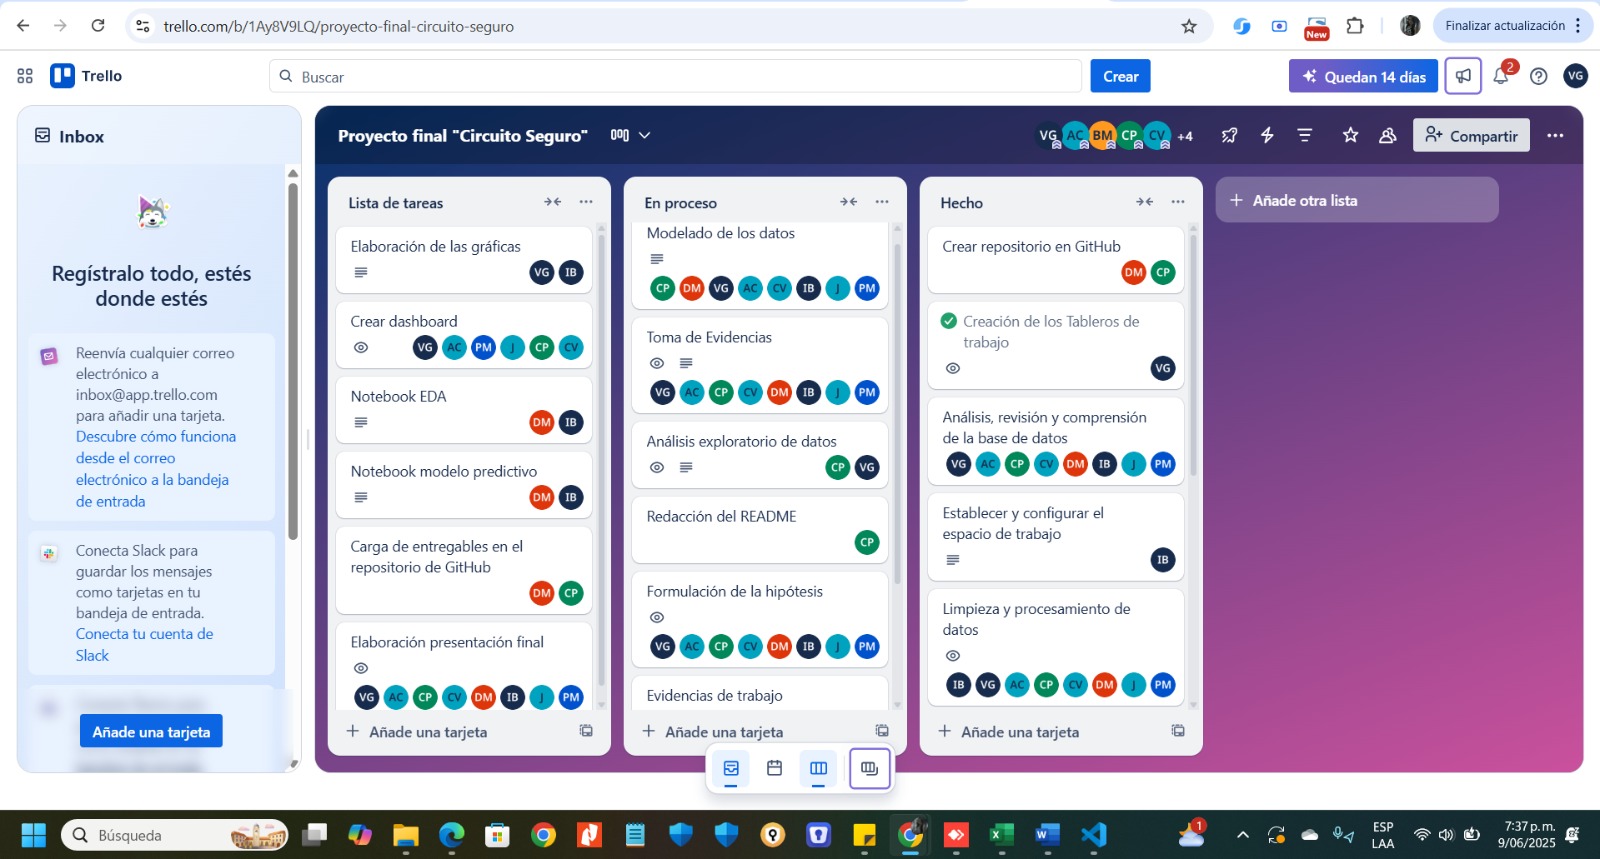 trello.com/b/1Ay8V9LQ/proyecto-final-circuito-seguro
New
Finalizar actualización
Trello
Buscar
Crear
Quedan 14 días
2
VG
Inbox
Regístralo todo, estés
donde estés
Reenvía cualquier correo
electrónico a
inbox@app.trello.com
para añadir una tarjeta.
Descubre cómo funciona
desde el correo
electrónico a la bandeja
de entrada
Conecta Slack para
guardar los mensajes
como tarjetas en tu
bandeja de entrada.
Conecta tu cuenta de
Slack
Añade una tarjeta
Proyecto final "Circuito Seguro"
VG AC BM CP CV +4
Compartir
Lista de tareas
Elaboración de las gráficas
VG IB
Crear dashboard
VG AC PM J CP CV
Notebook EDA
DM IB
Notebook modelo predictivo
DM IB
Carga de entregables en el
repositorio de GitHub
DM CP
Elaboración presentación final
VG AC CP CV DM IB J PM
Añade una tarjeta
En proceso
Modelado de los datos
CP DM VG AC CV IB J PM
Toma de Evidencias
VG AC CP CV DM IB J PM
Análisis exploratorio de datos
CP VG
Redacción del README
CP
Formulación de la hipótesis
VG AC CP CV DM IB J PM
Evidencias de trabajo
Añade una tarjeta
Hecho
Crear repositorio en GitHub
DM CP
Creación de los Tableros de
trabajo
VG
Análisis, revisión y comprensión
de la base de datos
VG AC CP CV DM IB J PM
Establecer y configurar el
espacio de trabajo
IB
Limpieza y procesamiento de
datos
IB VG AC CP CV DM J PM
Añade una tarjeta
Añade otra lista
Búsqueda
1
ESP
LAA
7:37 p. m.
9/06/2025